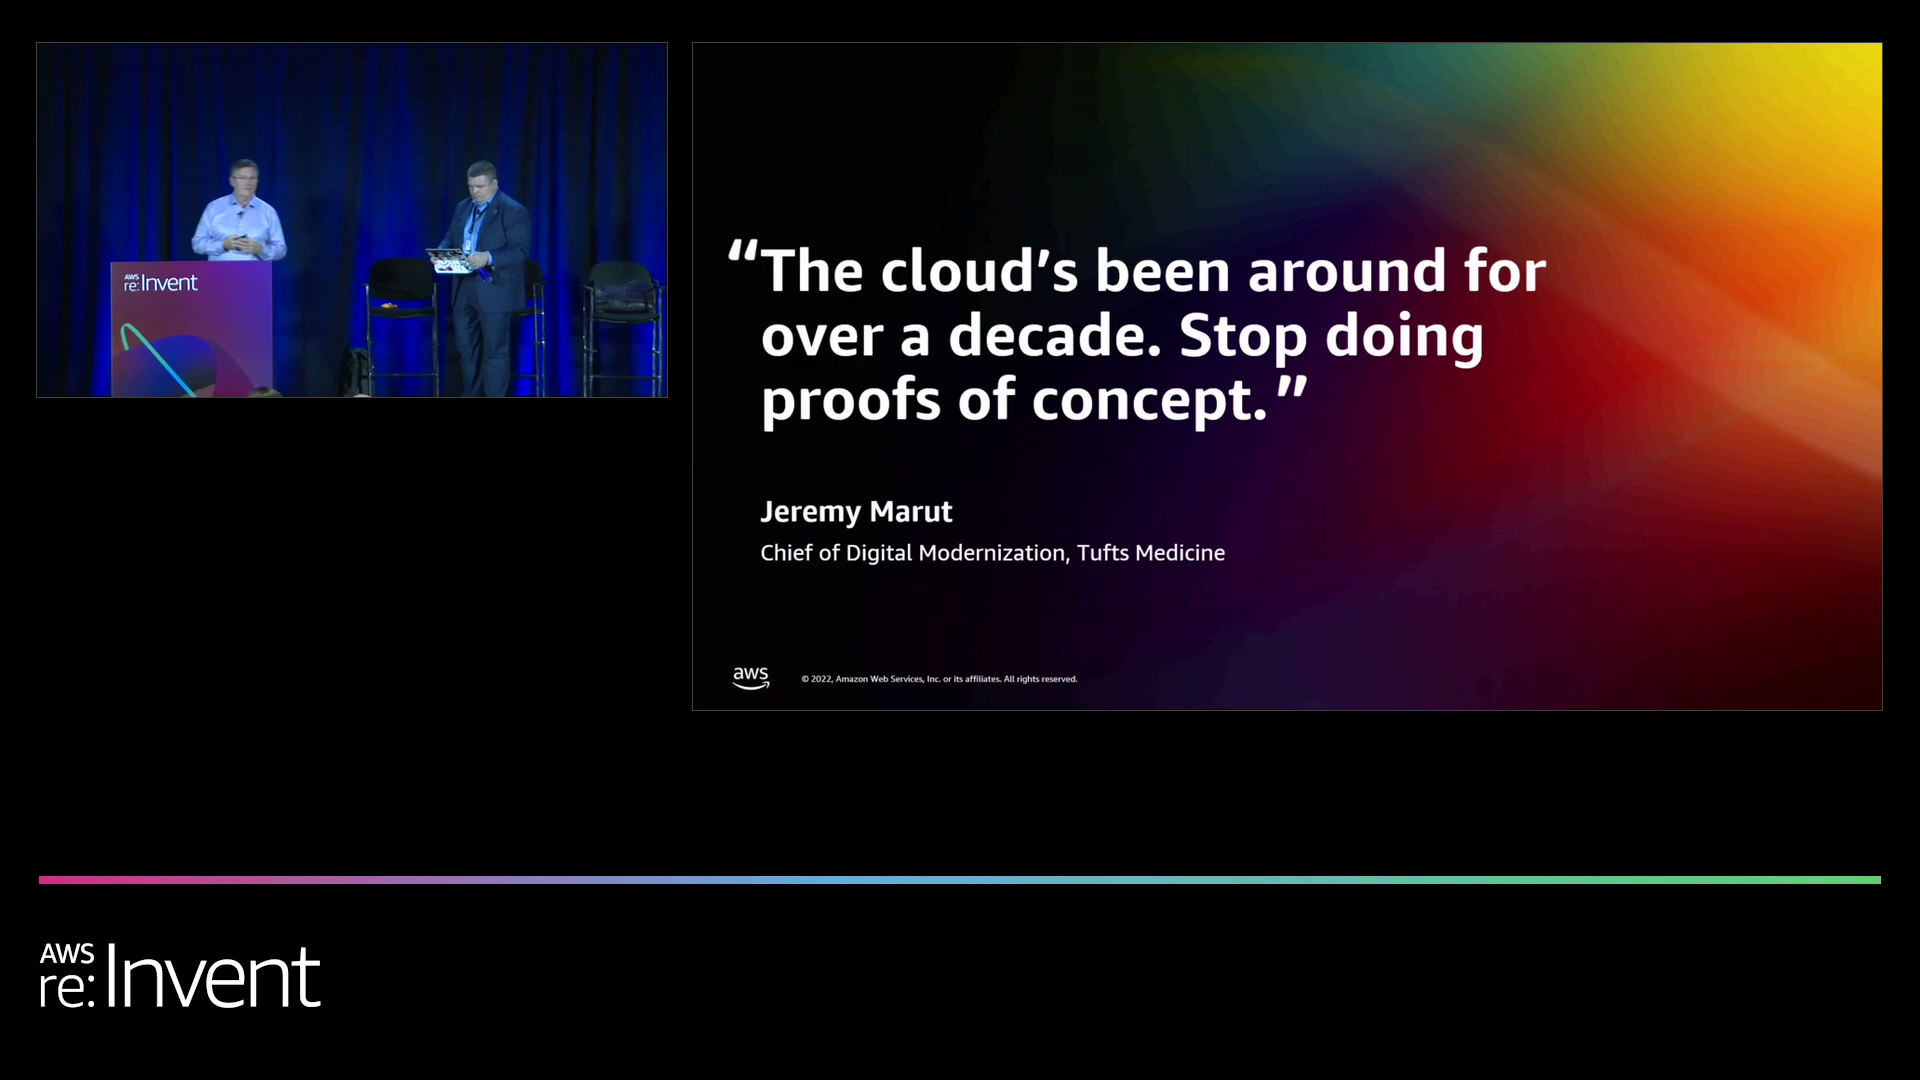 AWS
re:Invent
“The cloud’s been around for
over a decade. Stop doing
proofs of concept.”
Jeremy Marut
Chief of Digital Modernization, Tufts Medicine
aws
© 2022, Amazon Web Services, Inc. or its affiliates. All rights reserved.
AWS
re:Invent